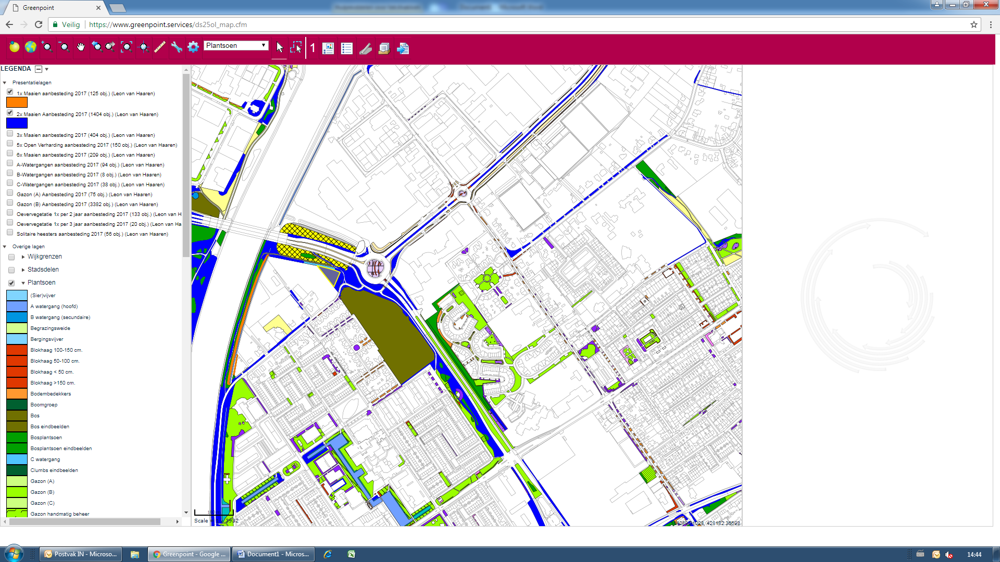 Greenpoint
Veilig https://www.greenpoint.services/ds25ol_map.cfm
Plantsoen
1
LEGENDA
Presentatielagen
1x Maaien aanbesteding 2017 (125 obj.) (Leon van Haaren)
2x Maaien Aanbesteding 2017 (1404 obj.) (Leon van Haaren)
3x Maaien aanbesteding 2017 (404 obj.) (Leon van Haaren)
5x Open Verharding aanbesteding 2017 (150 obj.) (Leon van Haaren)
6x Maaien aanbesteding 2017 (209 obj.) (Leon van Haaren)
A-Watergangen aanbesteding 2017 (94 obj.) (Leon van Haaren)
B-Watergangen aanbesteding 2017 (8 obj.) (Leon van Haaren)
C-Watergangen aanbesteding 2017 (38 obj.) (Leon van Haaren)
Gazon (A) Aanbesteding 2017 (75 obj.) (Leon van Haaren)
Gazon (B) Aanbesteding 2017 (3382 obj.) (Leon van Haaren)
Oevervegetatie 1x per 2 jaar aanbesteding 2017 (133 obj.) (Leon van H
Oevervegetatie 1x per 3 jaar aanbesteding 2017 (20 obj.) (Leon van Ha
Solitaire heesters aanbesteding 2017 (56 obj.) (Leon van Haaren)
Overige lagen
Wijkgrenzen
Stadsdelen
Plantsoen
(Sier)vijver
A watergang (hoofd)
B watergang (secundaire)
Begrazingsweide
Bergingsvijver
Blokhaag 100-150 cm.
Blokhaag 50-100 cm.
Blokhaag < 50 cm.
Blokhaag >150 cm.
Bodembedekkers
Boomgroep
Bos
Bos eindbeelden
Bosplantsoen
Bosplantsoen eindbeelden
C watergang
Clumbs eindbeelden
Gazon (A)
Gazon (B)
Gazon (C)
Gazon handmatig beheer
Scale
Postvak IN - Microso...
Greenpoint - Google ...
Document1 - Micros...
14:44